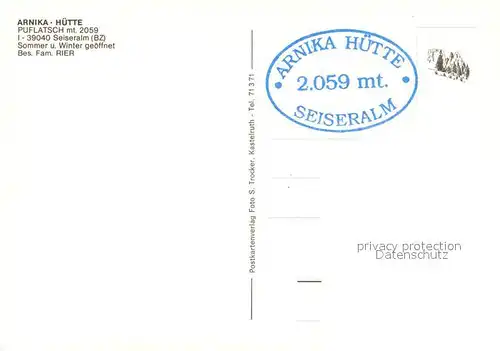 ARNIKA - HÜTTE
PUFLATSCH mt. 2059
I - 39040 Seiseralm (BZ)
Sommer u. Winter geöffnet
Bes. Fam. RIER
Postkartenverlag Foto S. Trocker, Kastelruth - Tel. 71 3 71
ARNIKA HÜTTE
2.059 mt.
SEISERALM
privacy protection
Datenschutz